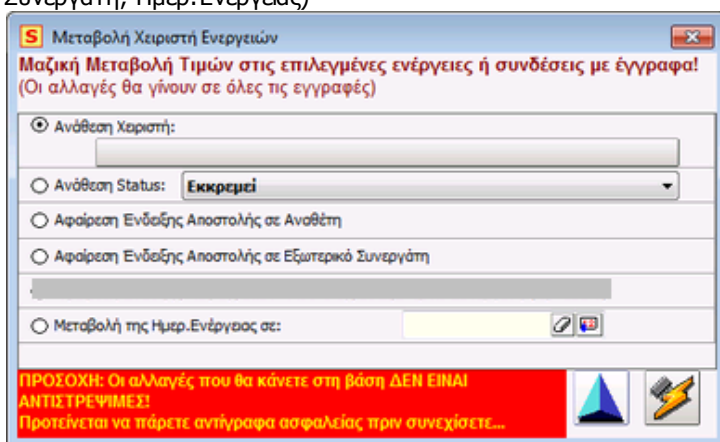 Συνεργάτη, Ημερ.Ενέργειας)
S Μεταβολή Χειριστή Ενεργειών
Μαζική Μεταβολή Τιμών στις επιλεγμένες ενέργειες ή συνδέσεις με έγγραφα!
(Οι αλλαγές θα γίνουν σε όλες τις εγγραφές)
Ανάθεση Χειριστή:
Ανάθεση Status: Εκκρεμεί
Αφαίρεση Ένδειξης Αποστολής σε Αναθέτη
Αφαίρεση Ένδειξης Αποστολής σε Εξωτερικό Συνεργάτη
Μεταβολή της Ημερ.Ενέργειας σε:
ΠΡΟΣΟΧΗ: Οι αλλαγές που θα κάνετε στη βάση ΔΕΝ ΕΙΝΑΙ
ΑΝΤΙΣΤΡΕΨΙΜΕΣ!
Προτείνεται να πάρετε αντίγραφα ασφαλείας πριν συνεχίσετε...